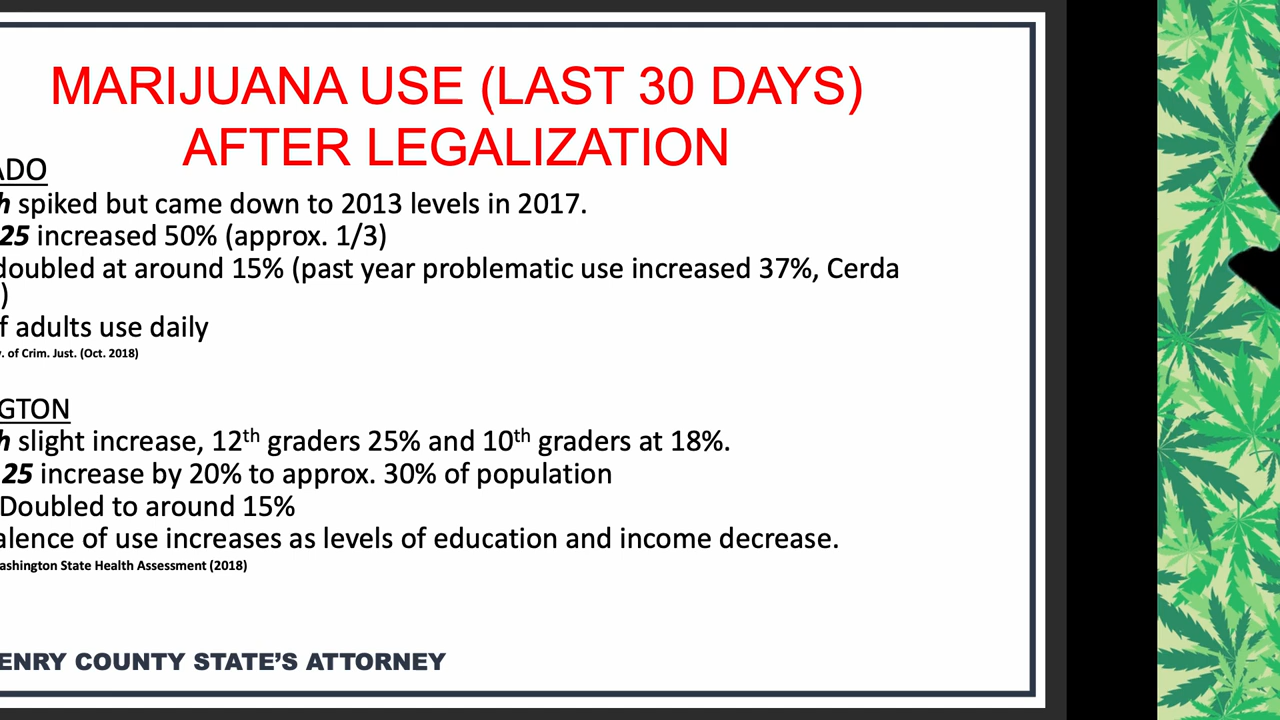 MARIJUANA USE (LAST 30 DAYS)
AFTER LEGALIZATION
ADO
h spiked but came down to 2013 levels in 2017.
25 increased 50% (approx. 1/3)
doubled at around 15% (past year problematic use increased 37%, Cerda
)
f adults use daily
. of Crim. Just. (Oct. 2018)
GTON
h slight increase, 12th graders 25% and 10th graders at 18%.
25 increase by 20% to approx. 30% of population
Doubled to around 15%
alence of use increases as levels of education and income decrease.
ashington State Health Assessment (2018)
ENRY COUNTY STATE'S ATTORNEY